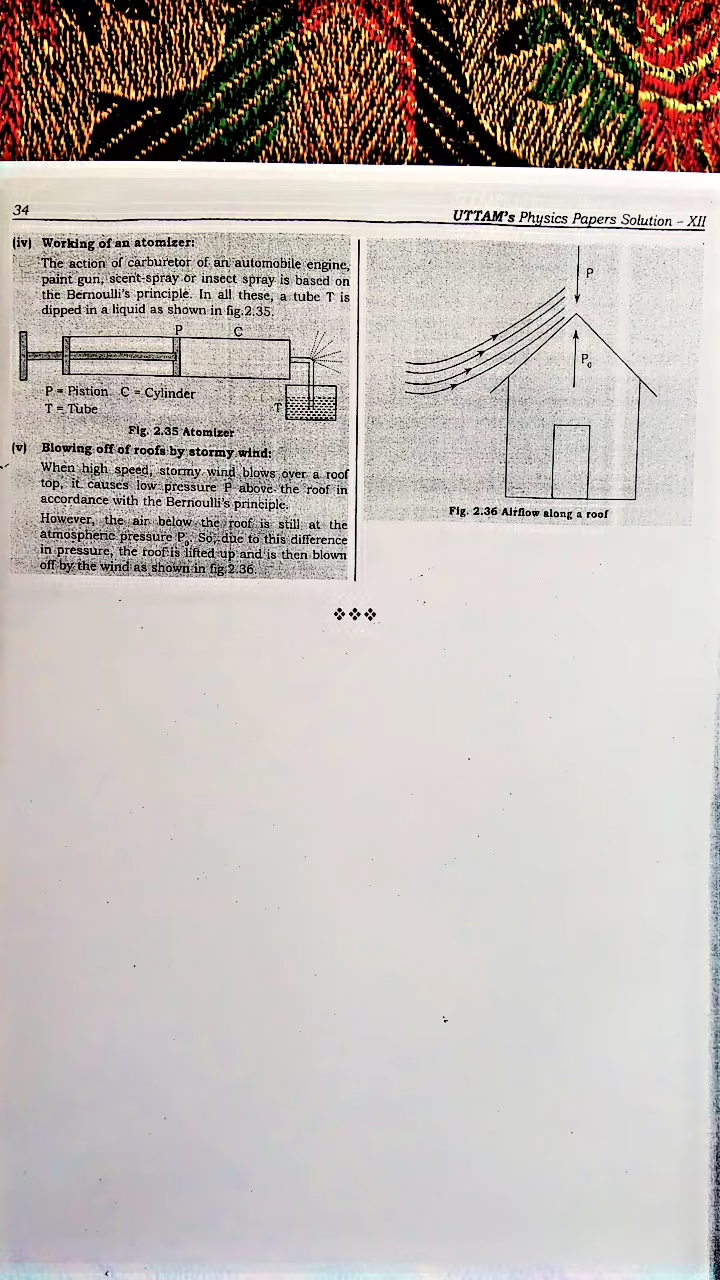 34
UTTAM's Physics Papers Solution – XII
(iv) Working of an atomizer:
The action of carburetor of an automobile engine,
paint gun, scent-spray or insect spray is based on
the Bernoulli's principle. In all these, a tube T is
dipped in a liquid as shown in fig.2.35.
P C
P = Pistion C = Cylinder
T = Tube
T
Fig. 2.35 Atomizer
(v) Blowing off of roofs by stormy wind:
When high speed, stormy wind blows over a roof
top, it causes low pressure P above the roof in
accordance with the Bernoulli's principle.
However, the air below the roof is still at the
atmospheric pressure P₀. So, due to this difference
in pressure, the roof is lifted up and is then blown
off by the wind as shown in fig.2.36.
P
P₀
Fig. 2.36 Airflow along a roof